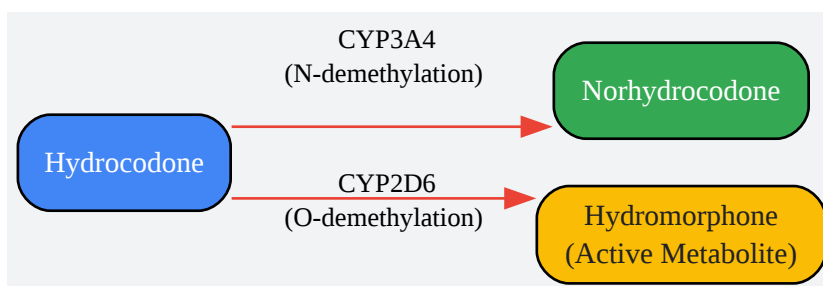 CYP3A4
(N-demethylation)
Norhydrocodone
Hydrocodone
CYP2D6
(O-demethylation)
Hydromorphone
(Active Metabolite)